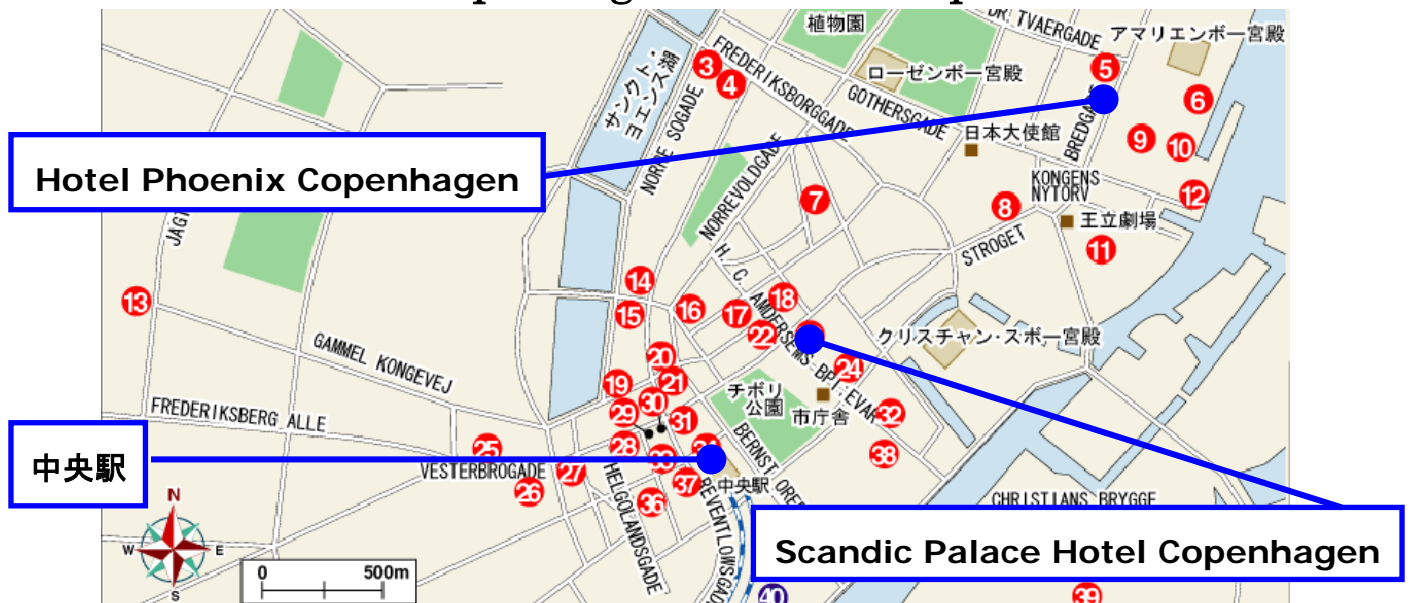 DR. TVAERGADE
植物園
アマリエンボー宮殿
FREDERIKSBORGGADE
ローゼンボー宮殿
サンクト・
ヨエンス湖
3
4
5
6
GOTHERSGADE
日本大使館
BREDGADE
9
10
Hotel Phoenix Copenhagen
NORRE SOGADE
NORREVOLDGADE
KONGENS
NYTORV
7
8
12
王立劇場
STROGET
11
JAGT
H. C. AMDERSEMS BPI EVAR
13
14
15
16
17
18
22
クリスチャン・スボー宮殿
GAMMEL KONGEVEJ
20
21
24
19
チボリ
公園
市庁舎
FREDERIKSBERG ALLE
29
30
31
32
28
38
25
中央駅
VESTERBROGADE
27
26
37
36
中央駅
BERNST ORES
HELGOLANDSGADE
REVENTLOWSGADE
CHRISTIANS BRYGGE
N
W
E
S
0
500m
Scandic Palace Hotel Copenhagen
40
39